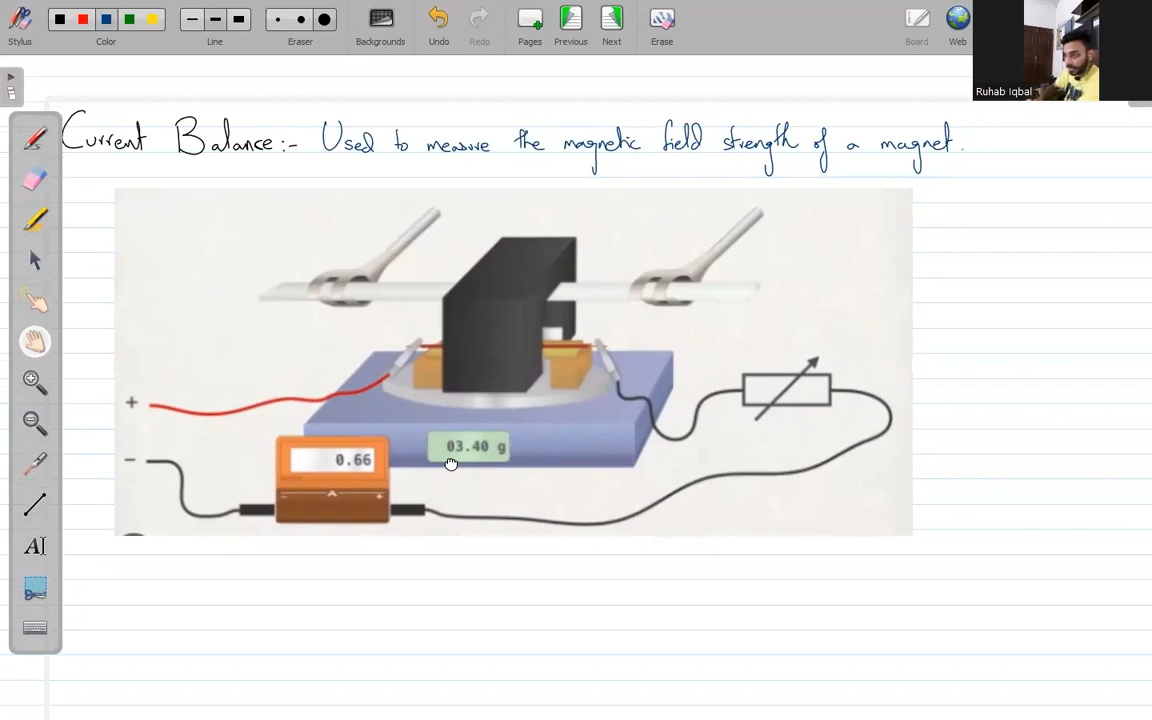 Stylus
Color
Line
Eraser
Backgrounds
Undo
Redo
Pages
Previous
Next
Erase
Board
Web
Ruhab Iqbal
Current Balance:- Used to measure the magnetic field strength of a magnet.
+
03.40 g
−
0.66
− A +
AI